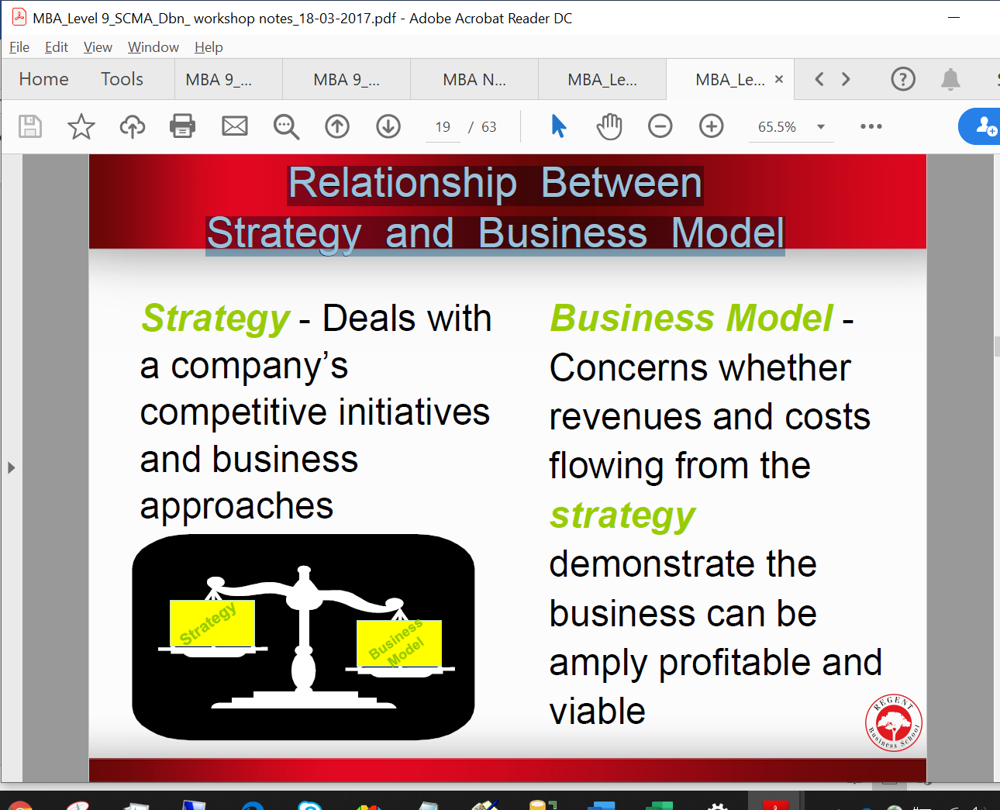 MBA_Level 9_SCMA_Dbn_ workshop notes_18-03-2017.pdf - Adobe Acrobat Reader DC
File Edit View Window Help
Home Tools MBA 9_... MBA 9_... MBA N... MBA_Le... MBA_Le... ×
19 / 63 65.5%
Relationship Between
Strategy and Business Model
Strategy - Deals with
a company’s
competitive initiatives
and business
approaches
Strategy
Business
Model
Business Model -
Concerns whether
revenues and costs
flowing from the
strategy
demonstrate the
business can be
amply profitable and
viable
REGENT
Business School